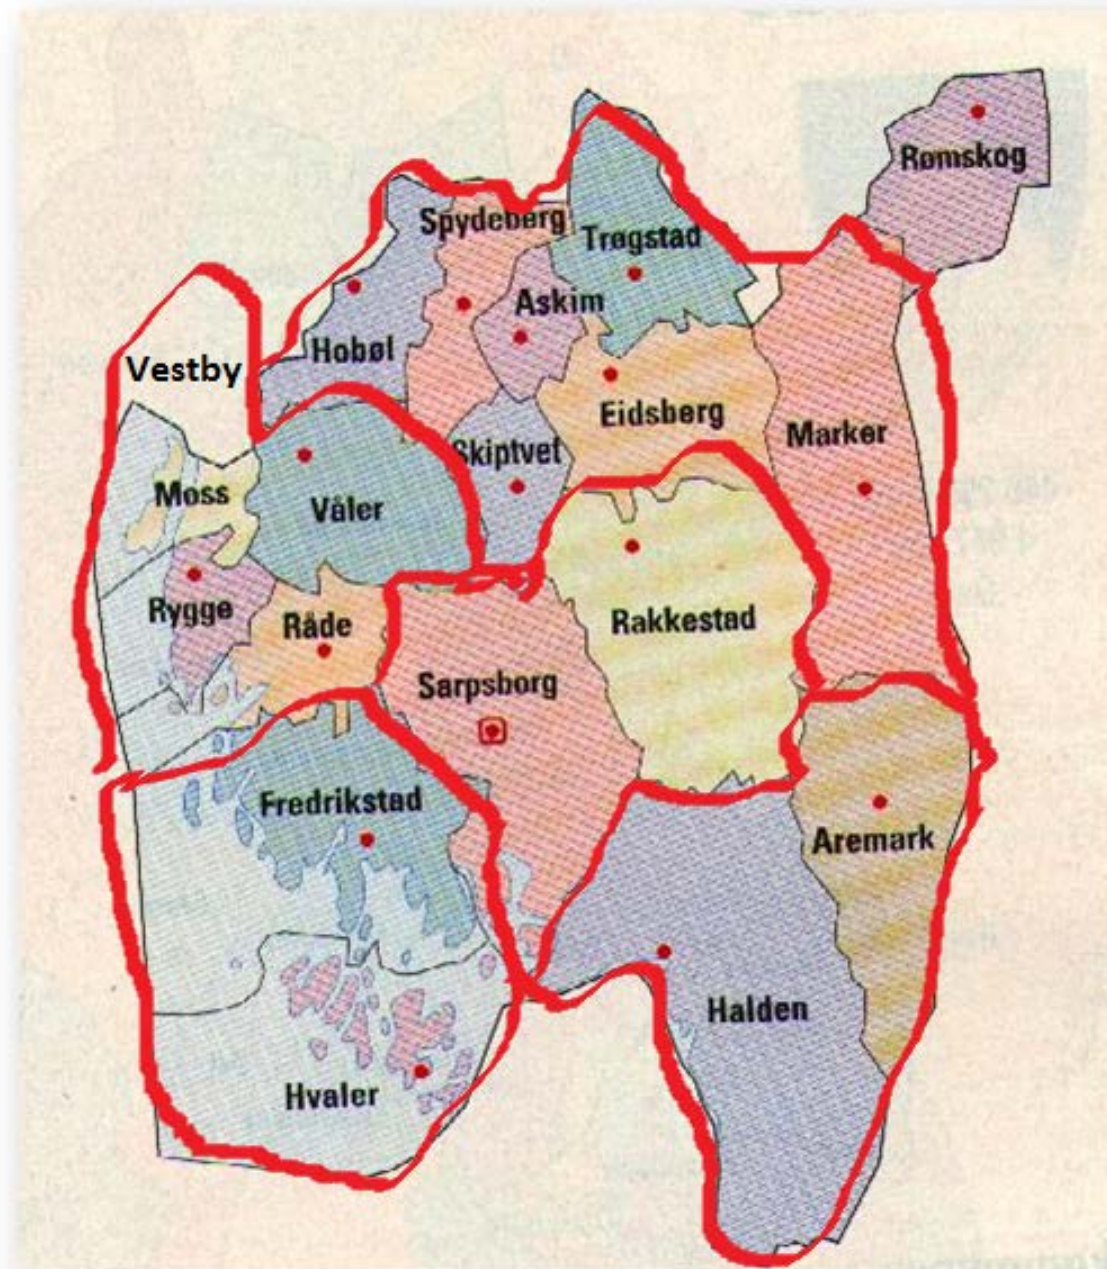 Rømskog
Spydeberg
Trøgstad
Askim
Vestby
Hobøl
Eidsberg
Marker
Skiptvet
Moss
Våler
Rygge
Råde
Rakkestad
Sarpsborg
Fredrikstad
Aremark
Halden
Hvaler